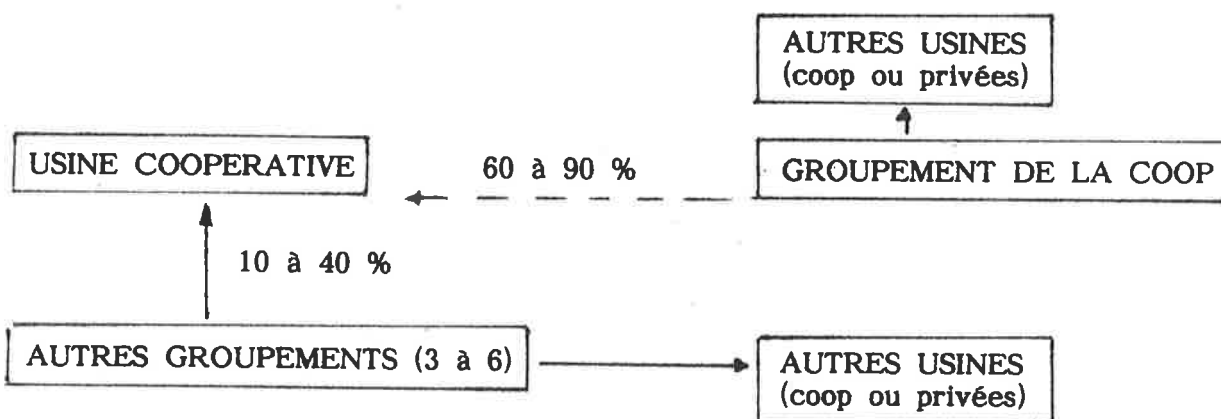 AUTRES USINES
(coop ou privées)
USINE COOPERATIVE
60 à 90 %
GROUPEMENT DE LA COOP
10 à 40 %
AUTRES GROUPEMENTS (3 à 6)
AUTRES USINES
(coop ou privées)